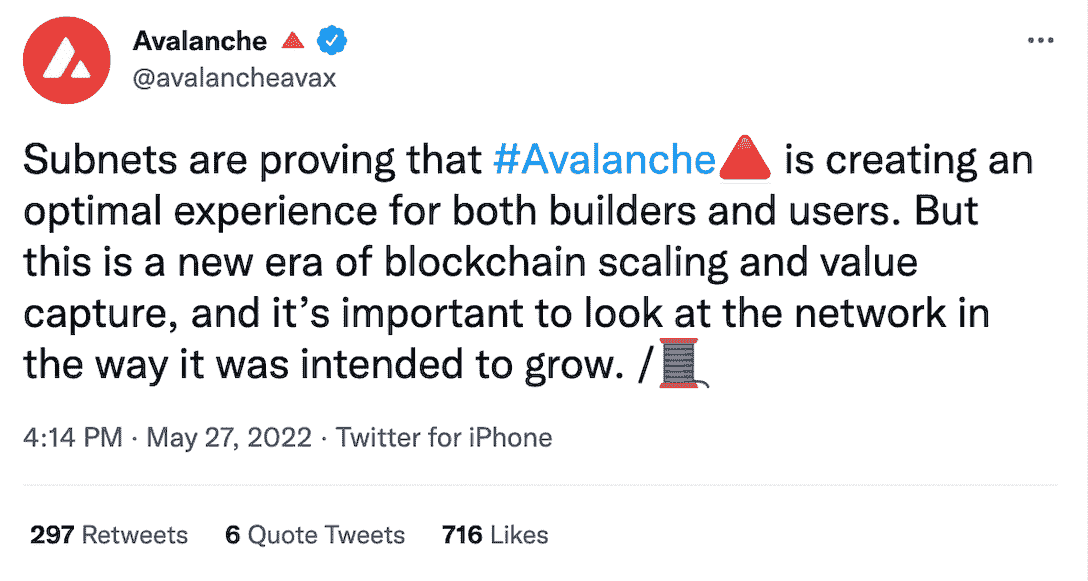 Avalanche 🔺
@avalancheavax
Subnets are proving that #Avalanche🔺 is creating an
optimal experience for both builders and users. But
this is a new era of blockchain scaling and value
capture, and it’s important to look at the network in
the way it was intended to grow. /🧵
4:14 PM · May 27, 2022 · Twitter for iPhone
297 Retweets 6 Quote Tweets 716 Likes